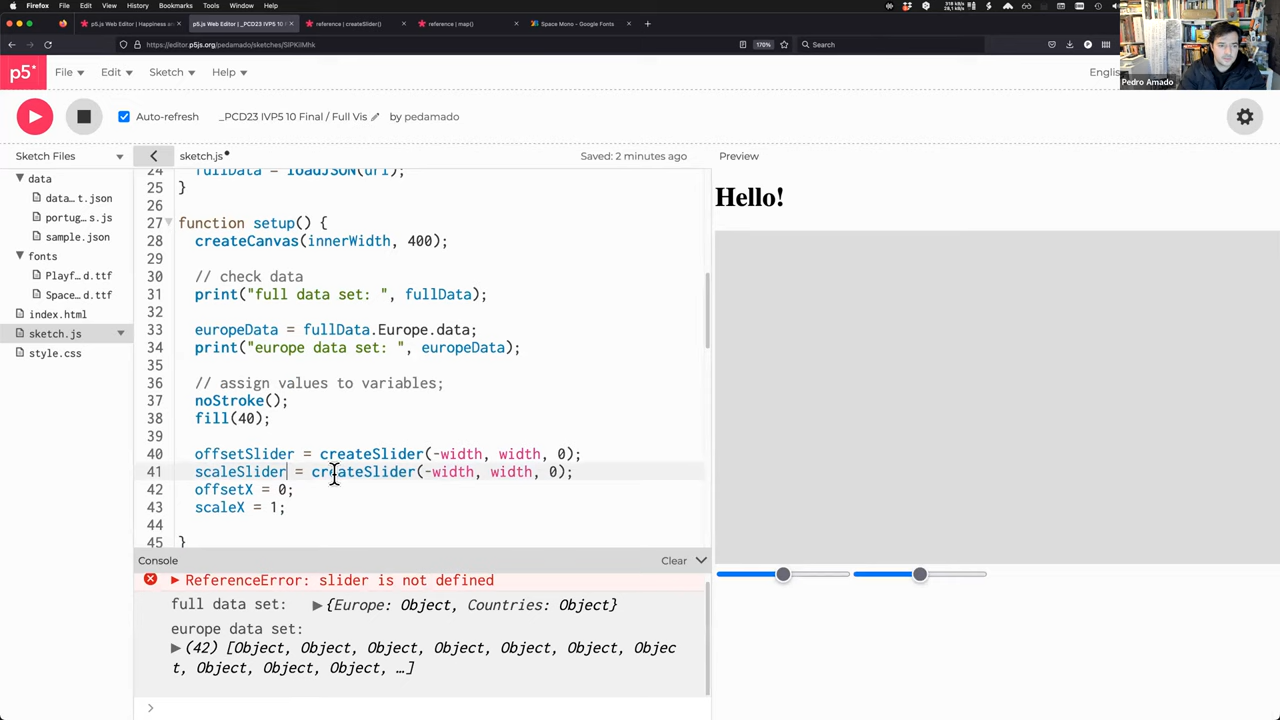 Firefox File Edit View History Bookmarks Tools Window Help
p5.js Web Editor | Happiness an
p5.js Web Editor | _PCD23 IVP5 10
reference | createSlider()
reference | map()
Space Mono - Google Fonts
https://editor.p5js.org/pedamado/sketches/5lPKiIMhk
170%
Search
Pedro Amado
p5* File Edit Sketch Help Englis
Auto-refresh _PCD23 IVP5 10 Final / Full Vis by pedamado
Sketch Files sketch.js Saved: 2 minutes ago Preview
data
data…t.json
portug…s.js
sample.json
fonts
Playf…d.ttf
Space…d.ttf
index.html
sketch.js
style.css
24 fullData = loadJSON(url);
25 }
26
27 function setup() {
28 createCanvas(innerWidth, 400);
29
30 // check data
31 print("full data set: ", fullData);
32
33 europeData = fullData.Europe.data;
34 print("europe data set: ", europeData);
35
36 // assign values to variables;
37 noStroke();
38 fill(40);
39
40 offsetSlider = createSlider(-width, width, 0);
41 scaleSlider = createSlider(-width, width, 0);
42 offsetX = 0;
43 scaleX = 1;
44
45 }
Hello!
Console Clear
ReferenceError: slider is not defined
full data set: ▶{Europe: Object, Countries: Object}
europe data set:
▶(42) [Object, Object, Object, Object, Object, Object, Objec
t, Object, Object, Object, …]
>